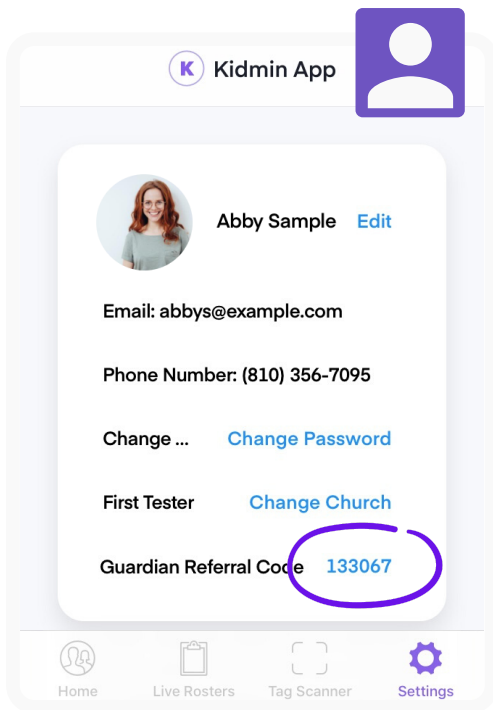 K Kidmin App
Abby Sample Edit
Email: abbys@example.com
Phone Number: (810) 356-7095
Change ... Change Password
First Tester Change Church
Guardian Referral Code 133067
Home Live Rosters Tag Scanner Settings